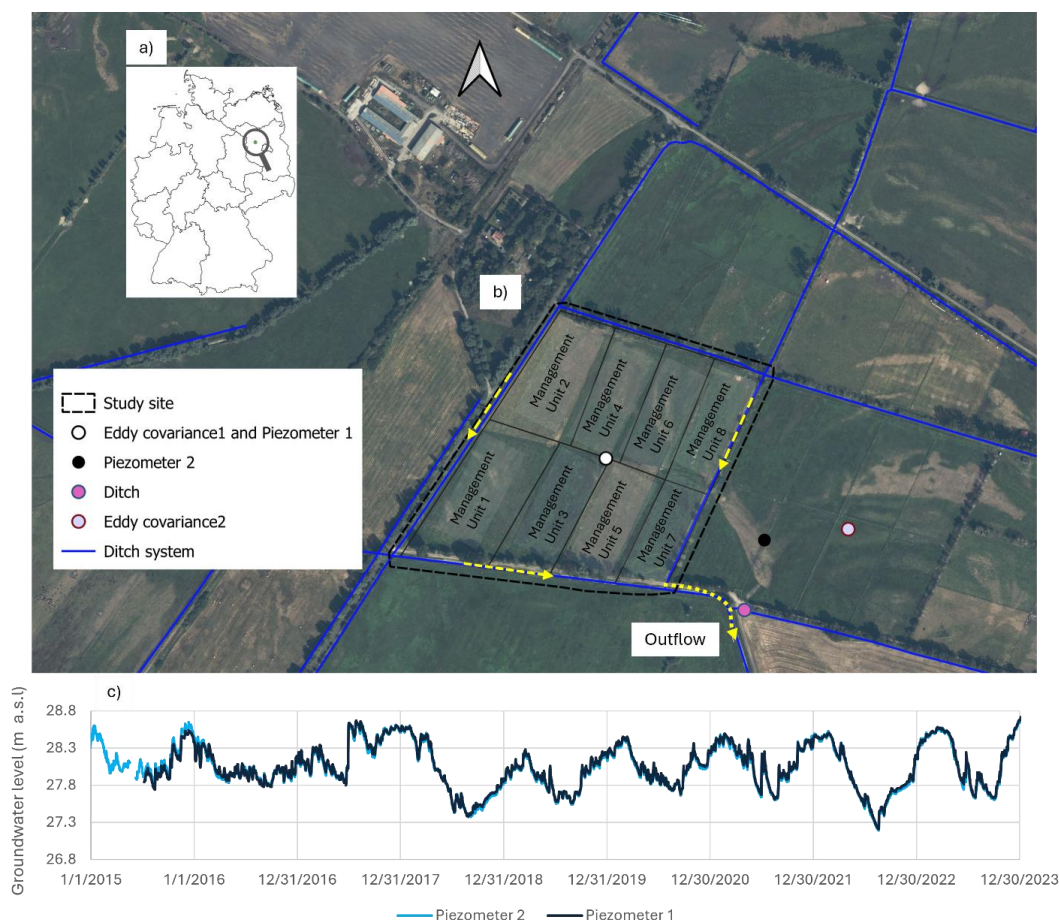 a)
b)
Management
Unit 2
Management
Unit 4
Management
Unit 6
Management
Unit 8
Management
Unit 1
Management
Unit 3
Management
Unit 5
Management
Unit 7
Study site
Eddy covariance1 and Piezometer 1
Piezometer 2
Ditch
Eddy covariance2
Ditch system
Outflow
c)
Groundwater level (m a.s.l)
28.8
28.3
27.8
27.3
26.8
1/1/2015
1/1/2016
12/31/2016
12/31/2017
12/31/2018
12/31/2019
12/30/2020
12/30/2021
12/30/2022
12/30/2023
Piezometer 2
Piezometer 1